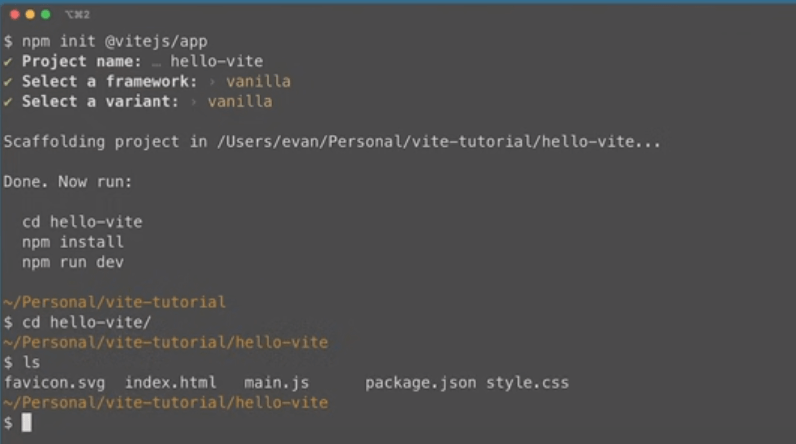 ⌥⌘2
$ npm init @vitejs/app
✔ Project name: … hello-vite
✔ Select a framework: › vanilla
✔ Select a variant: › vanilla
Scaffolding project in /Users/evan/Personal/vite-tutorial/hello-vite...
Done. Now run:
cd hello-vite
npm install
npm run dev
~/Personal/vite-tutorial
$ cd hello-vite/
~/Personal/vite-tutorial/hello-vite
$ ls
favicon.svg index.html main.js package.json style.css
~/Personal/vite-tutorial/hello-vite
$